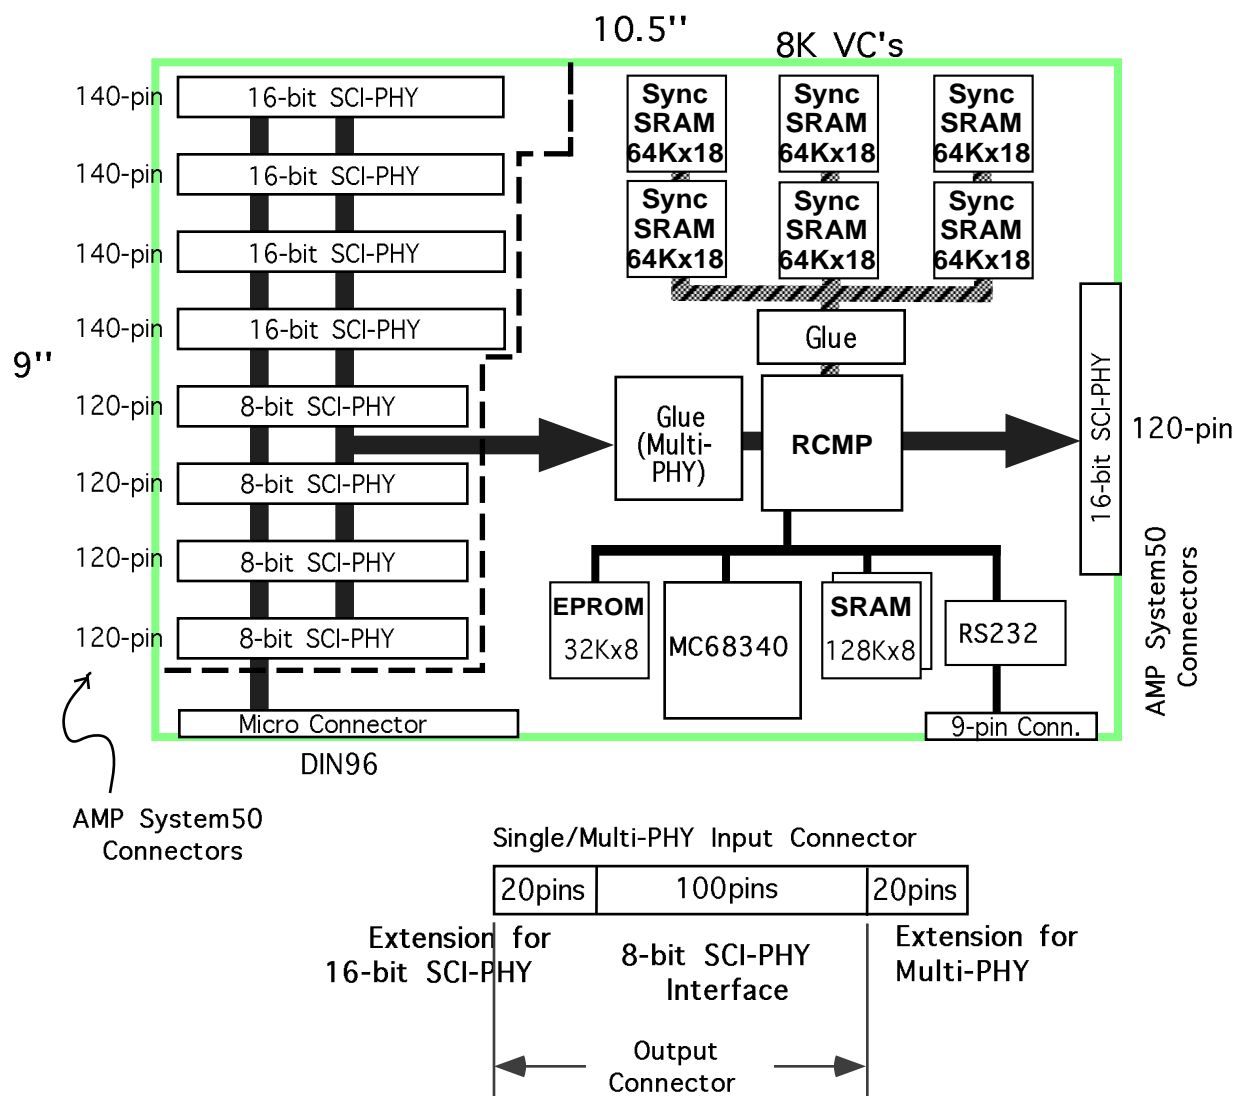 10.5''
8K VC's
140-pin
16-bit SCI-PHY
140-pin
16-bit SCI-PHY
140-pin
16-bit SCI-PHY
140-pin
16-bit SCI-PHY
9''
120-pin
8-bit SCI-PHY
120-pin
8-bit SCI-PHY
120-pin
8-bit SCI-PHY
120-pin
8-bit SCI-PHY
Micro Connector
DIN96
AMP System50
Connectors
Sync
SRAM
64Kx18
Sync
SRAM
64Kx18
Sync
SRAM
64Kx18
Sync
SRAM
64Kx18
Sync
SRAM
64Kx18
Sync
SRAM
64Kx18
Glue
Glue
(Multi-
PHY)
RCMP
16-bit SCI-PHY
120-pin
AMP System50
Connectors
EPROM
32Kx8
MC68340
SRAM
128Kx8
RS232
9-pin Conn.
Single/Multi-PHY Input Connector
20pins
100pins
20pins
Extension for
16-bit SCI-PHY
8-bit SCI-PHY
Interface
Extension for
Multi-PHY
Output
Connector